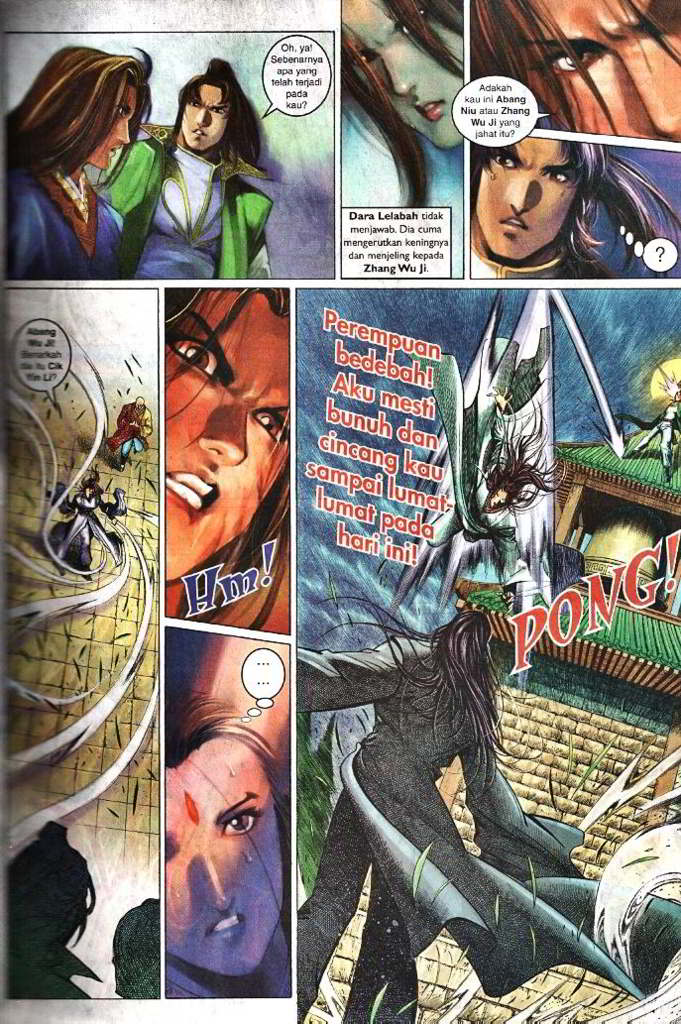 Oh, ya!
Sebenarnya
apa yang
telah terjadi
pada
kau?
Dara Lelabah tidak
menjawab. Dia cuma
mengerutkan keningnya
dan menjeling kepada
Zhang Wu Ji.
Adakah
kau ini Abang
Niu atau Zhang
Wu Ji yang
jahat itu?
?
Abang
Wu Ji!
Benarkah
dia itu Cik
Yin Li?
Hm!
...
...
Perempuan
bedebah!
Aku mesti
bunuh dan
cincang kau
sampai lumat-
lumat pada
hari ini!
PONG!